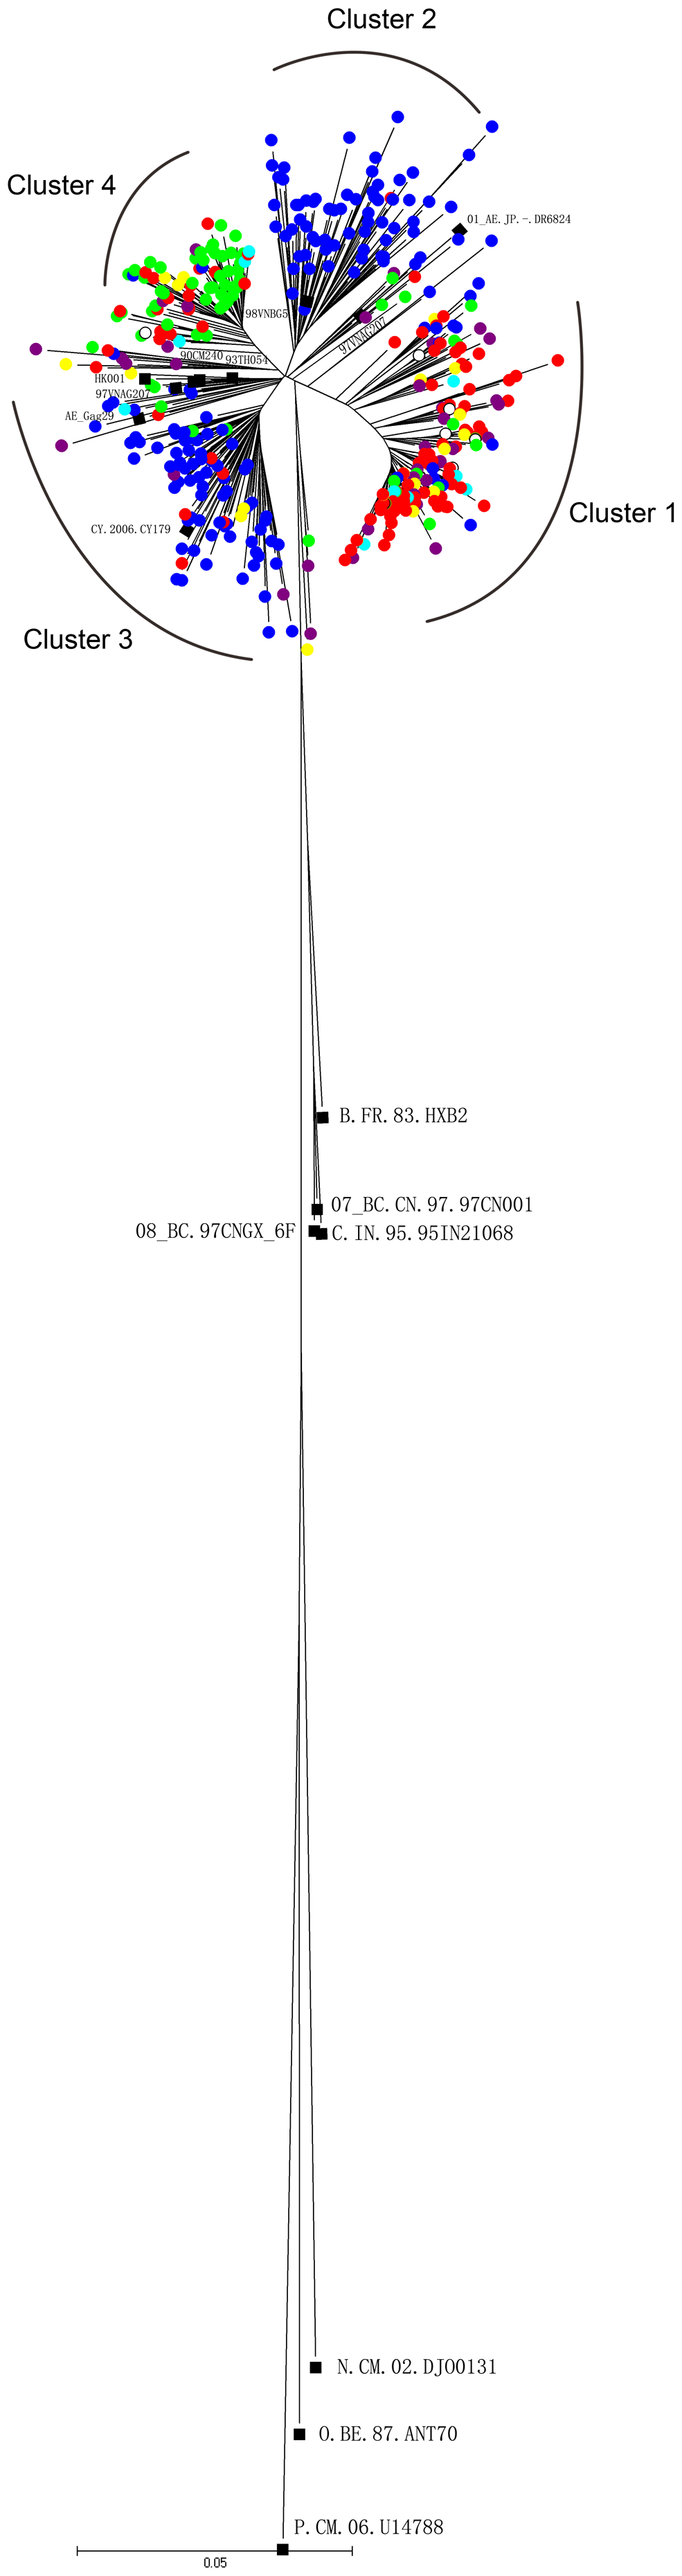 Cluster 2
Cluster 4
01_AE.JP.-.DR6824
98VNBG5
97VNAG207
90CM240
93TH054
HK001
97VNAG207
AE_Gag29
Cluster 1
CY.2006.CY179
Cluster 3
B.FR.83.HXB2
07_BC.CN.97.97CN001
08_BC.97CNGX_6F
C.IN.95.95IN21068
N.CM.02.DJO0131
O.BE.87.ANT70
P.CM.06.U14788
0.05